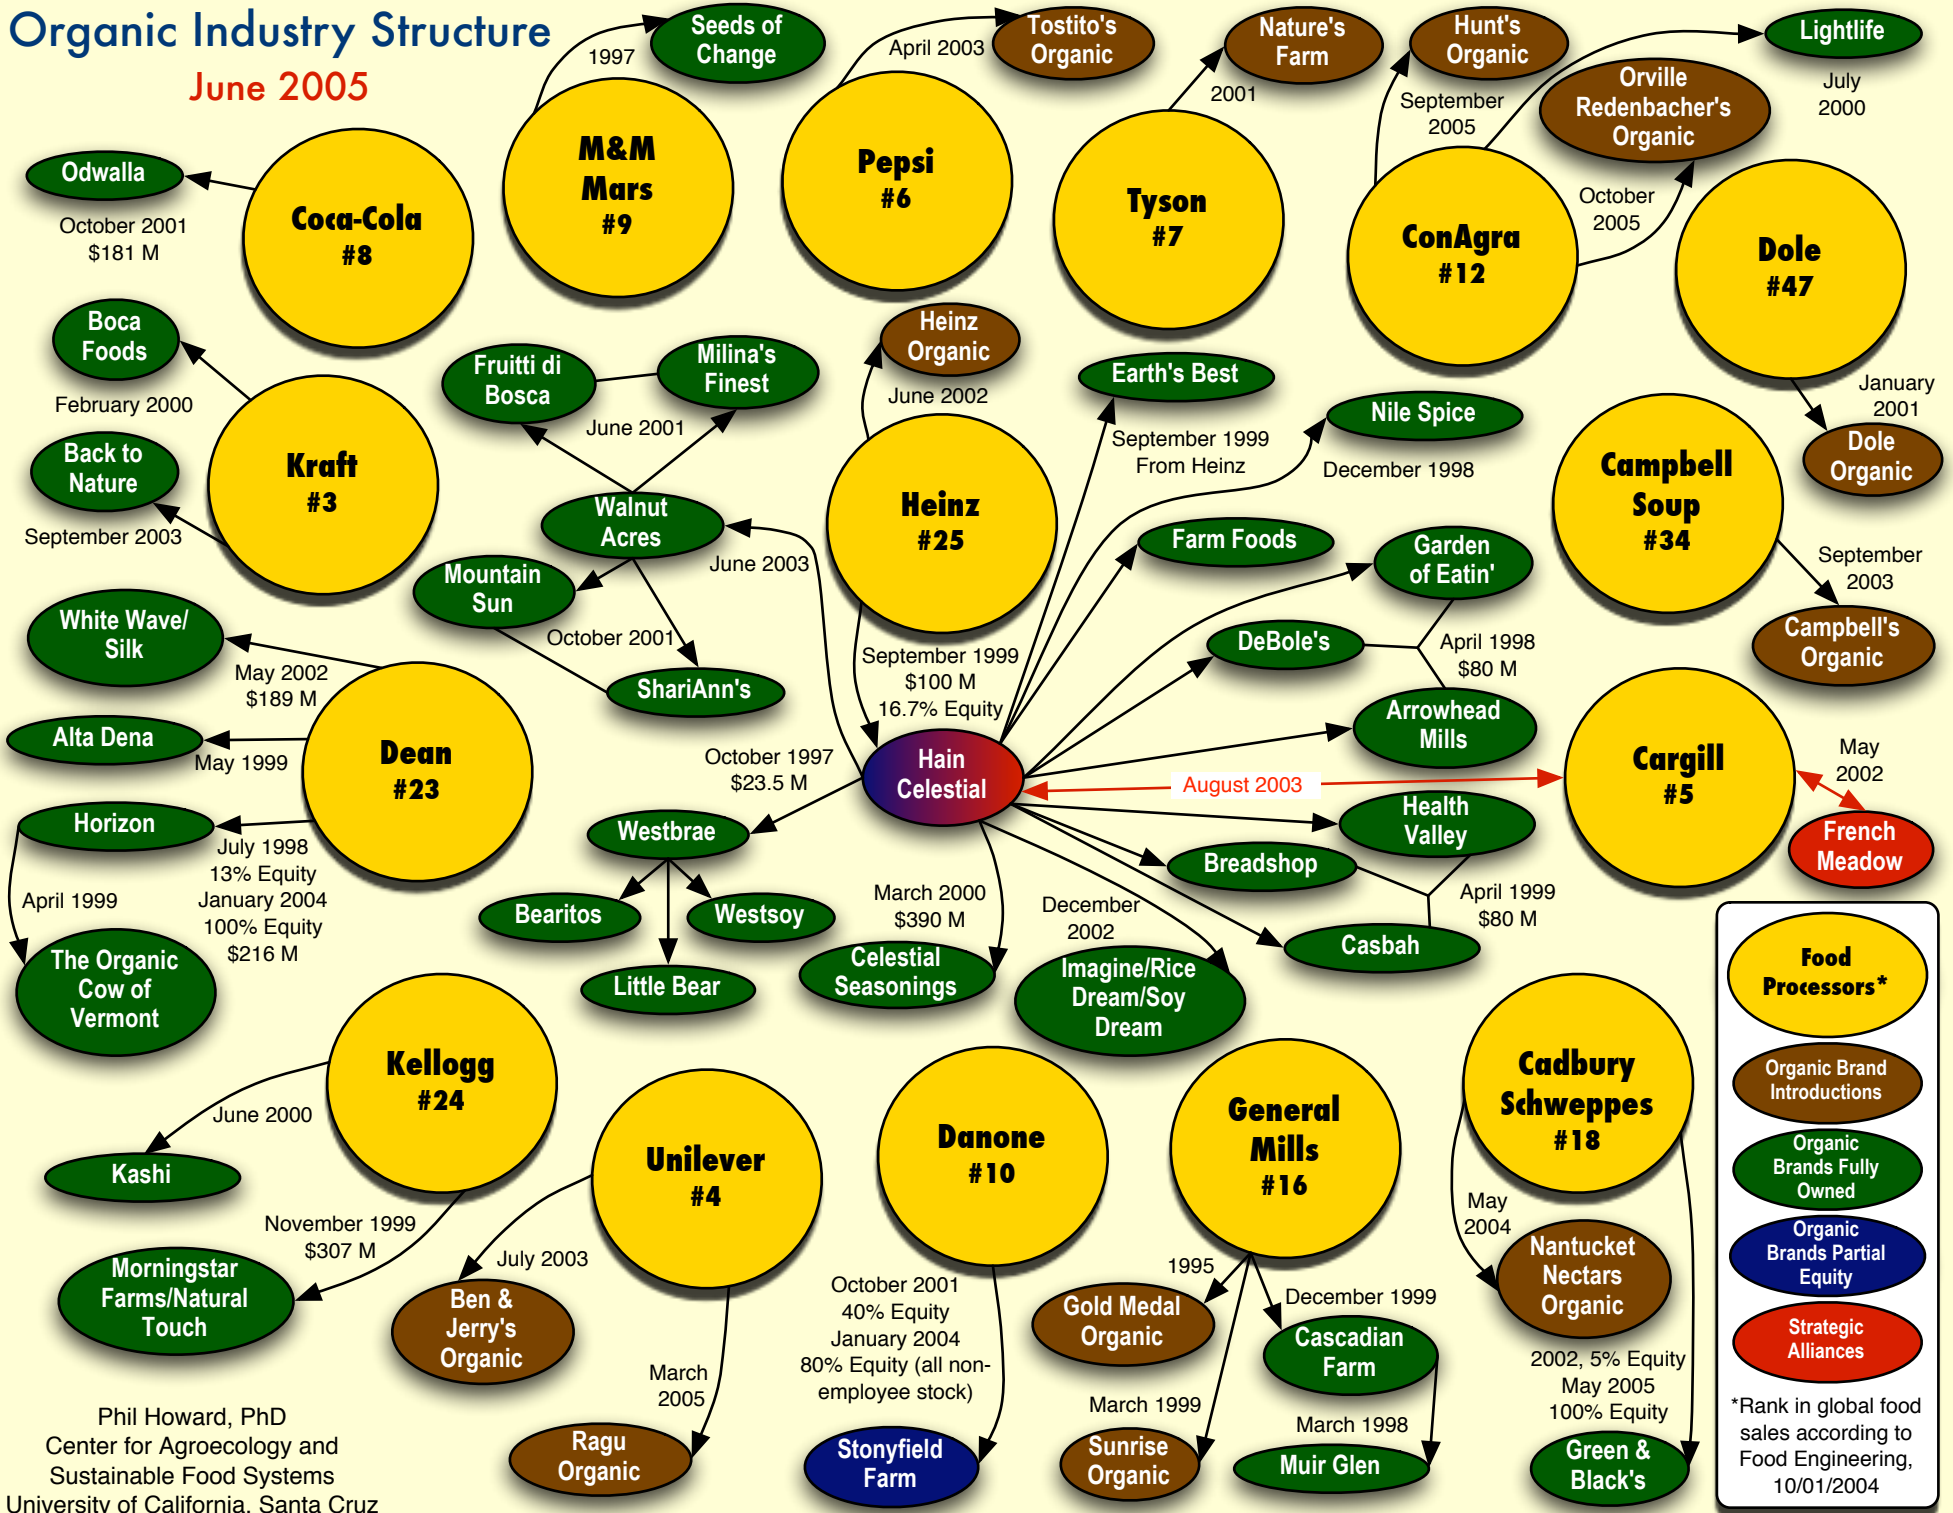 Organic Industry Structure
June 2005
Seeds of
Change
1997
M&M
Mars
#9
April 2003
Tostito's
Organic
Pepsi
#6
Nature's
Farm
2001
Tyson
#7
Hunt's
Organic
September
2005
Lightlife
July
2000
Orville
Redenbacher's
Organic
October
2005
ConAgra
#12
Dole
#47
January
2001
Dole
Organic
Odwalla
October 2001
$181 M
Coca-Cola
#8
Boca
Foods
February 2000
Back to
Nature
September 2003
Kraft
#3
Fruitti di
Bosca
Milina's
Finest
June 2001
Walnut
Acres
June 2003
Mountain
Sun
October 2001
ShariAnn's
Heinz
Organic
June 2002
Heinz
#25
September 1999
$100 M
16.7% Equity
Earth's Best
September 1999
From Heinz
Nile Spice
December 1998
Farm Foods
Garden
of Eatin'
DeBole's
April 1998
$80 M
Arrowhead
Mills
Campbell
Soup
#34
September
2003
Campbell's
Organic
White Wave/
Silk
May 2002
$189 M
Alta Dena
May 1999
Dean
#23
Horizon
July 1998
13% Equity
January 2004
100% Equity
$216 M
April 1999
The Organic
Cow of
Vermont
October 1997
$23.5 M
Hain
Celestial
August 2003
Cargill
#5
May
2002
French
Meadow
Westbrae
Bearitos
Westsoy
Little Bear
March 2000
$390 M
Celestial
Seasonings
December
2002
Imagine/Rice
Dream/Soy
Dream
Health
Valley
Breadshop
April 1999
$80 M
Casbah
Kellogg
#24
June 2000
Kashi
November 1999
$307 M
Morningstar
Farms/Natural
Touch
Unilever
#4
July 2003
Ben &
Jerry's
Organic
March
2005
Ragu
Organic
Danone
#10
October 2001
40% Equity
January 2004
80% Equity (all non-
employee stock)
Stonyfield
Farm
General
Mills
#16
1995
Gold Medal
Organic
December 1999
Cascadian
Farm
March 1999
Sunrise
Organic
March 1998
Muir Glen
Cadbury
Schweppes
#18
May
2004
Nantucket
Nectars
Organic
2002, 5% Equity
May 2005
100% Equity
Green &
Black's
Food
Processors*
Organic Brand
Introductions
Organic
Brands Fully
Owned
Organic
Brands Partial
Equity
Strategic
Alliances
*Rank in global food
sales according to
Food Engineering,
10/01/2004
Phil Howard, PhD
Center for Agroecology and
Sustainable Food Systems
University of California, Santa Cruz